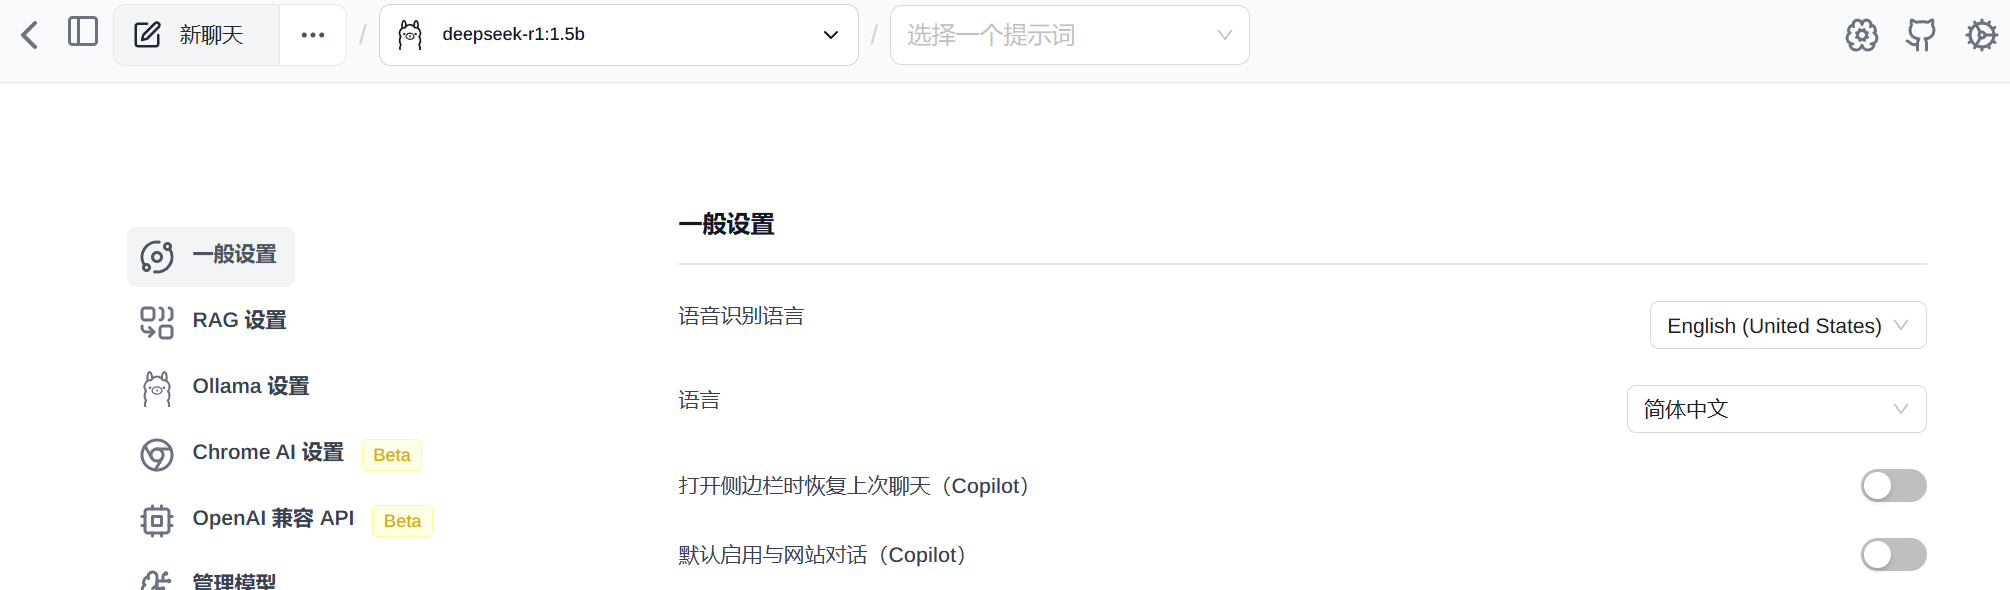 新聊天
deepseek-r1:1.5b
选择一个提示词
一般设置
RAG 设置
Ollama 设置
Chrome AI 设置 Beta
OpenAI 兼容 API Beta
管理模型
一般设置
语音识别语言
English (United States)
语言
简体中文
打开侧边栏时恢复上次聊天（Copilot）
默认启用与网站对话（Copilot）